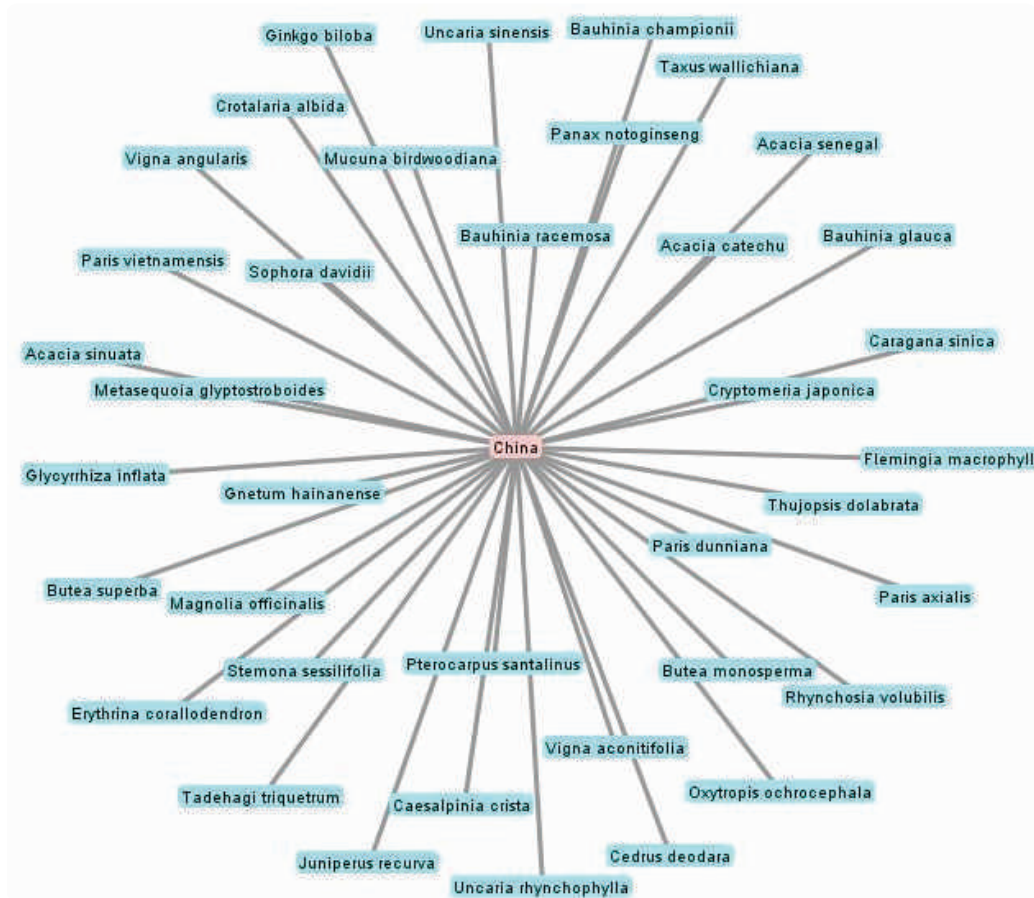 Ginkgo biloba
Uncaria sinensis
Bauhinia championii
Taxus wallichiana
Crotalaria albida
Panax notoginseng
Acacia senegal
Vigna angularis
Mucuna birdwoodiana
Bauhinia racemosa
Acacia catechu
Bauhinia glauca
Paris vietnamensis
Sophora davidii
Acacia sinuata
Caragana sinica
Metasequoia glyptostroboides
Cryptomeria japonica
China
Flemingia macrophyll
Glycyrrhiza inflata
Gnetum hainanense
Thujopsis dolabrata
Paris dunniana
Butea superba
Magnolia officinalis
Paris axialis
Stemona sessilifolia
Pterocarpus santalinus
Butea monosperma
Rhynchosia volubilis
Erythrina corallodendron
Vigna aconitifolia
Tadehagi triquetrum
Caesalpinia crista
Oxytropis ochrocephala
Juniperus recurva
Cedrus deodara
Uncaria rhynchophylla